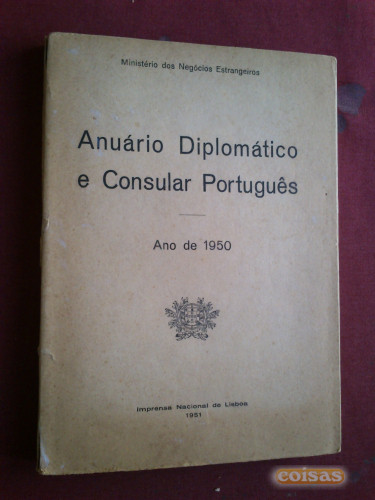 Ministério dos Negócios Estrangeiros
Anuário Diplomático
e Consular Português
Ano de 1950
Imprensa Nacional de Lisboa
1951
coisas